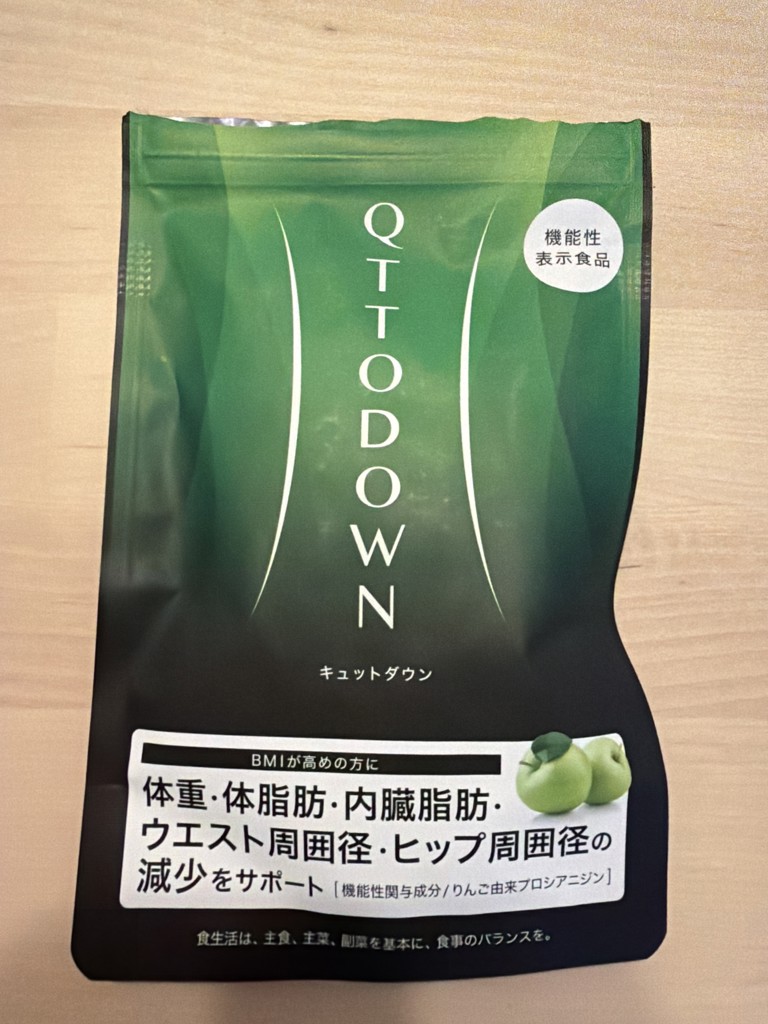 QTTODOWN
機能性
表示食品
キュットダウン
BMIが高めの方に
体重・体脂肪・内臓脂肪・
ウエスト周囲径・ヒップ周囲径の
減少をサポート [機能性関与成分/りんご由来プロシアニジン]
食生活は、主食、主菜、副菜を基本に、食事のバランスを。